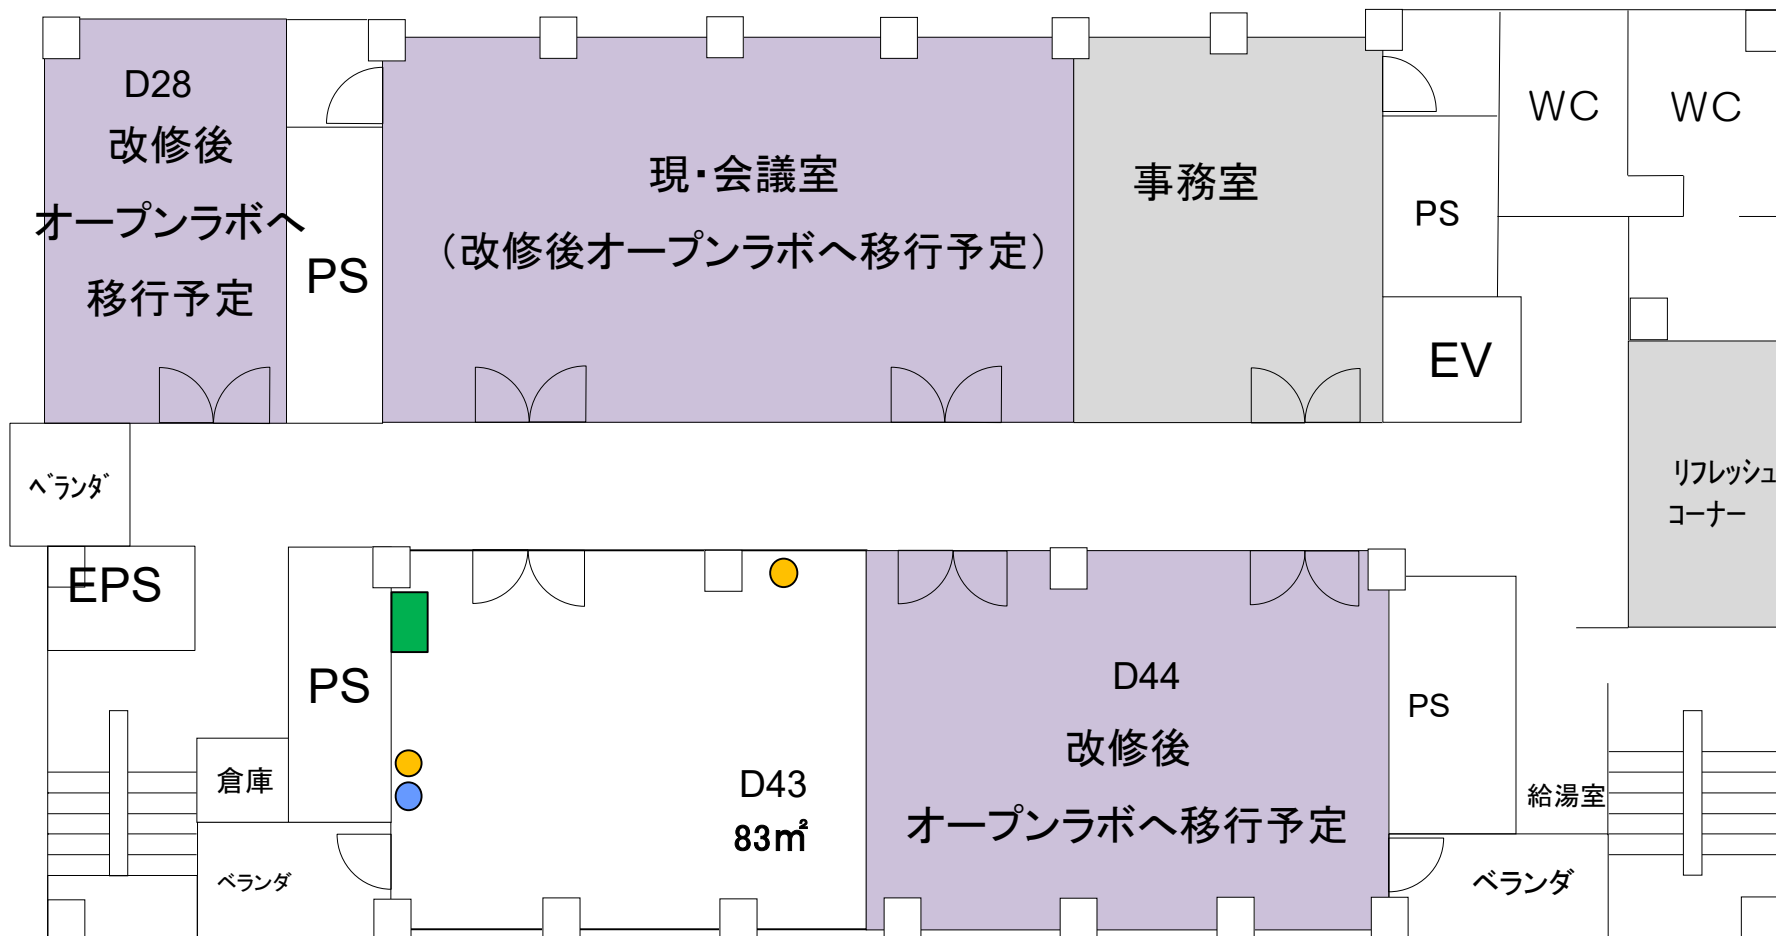 D28
改修後
オープンラボへ
移行予定
PS
現・会議室
（改修後オープンラボへ移行予定）
事務室
WC
WC
PS
EV
リフレッシュ
コーナー
ベランダ
EPS
PS
倉庫
ベランダ
D43
83㎡
D44
改修後
オープンラボへ移行予定
PS
給湯室
ベランダ